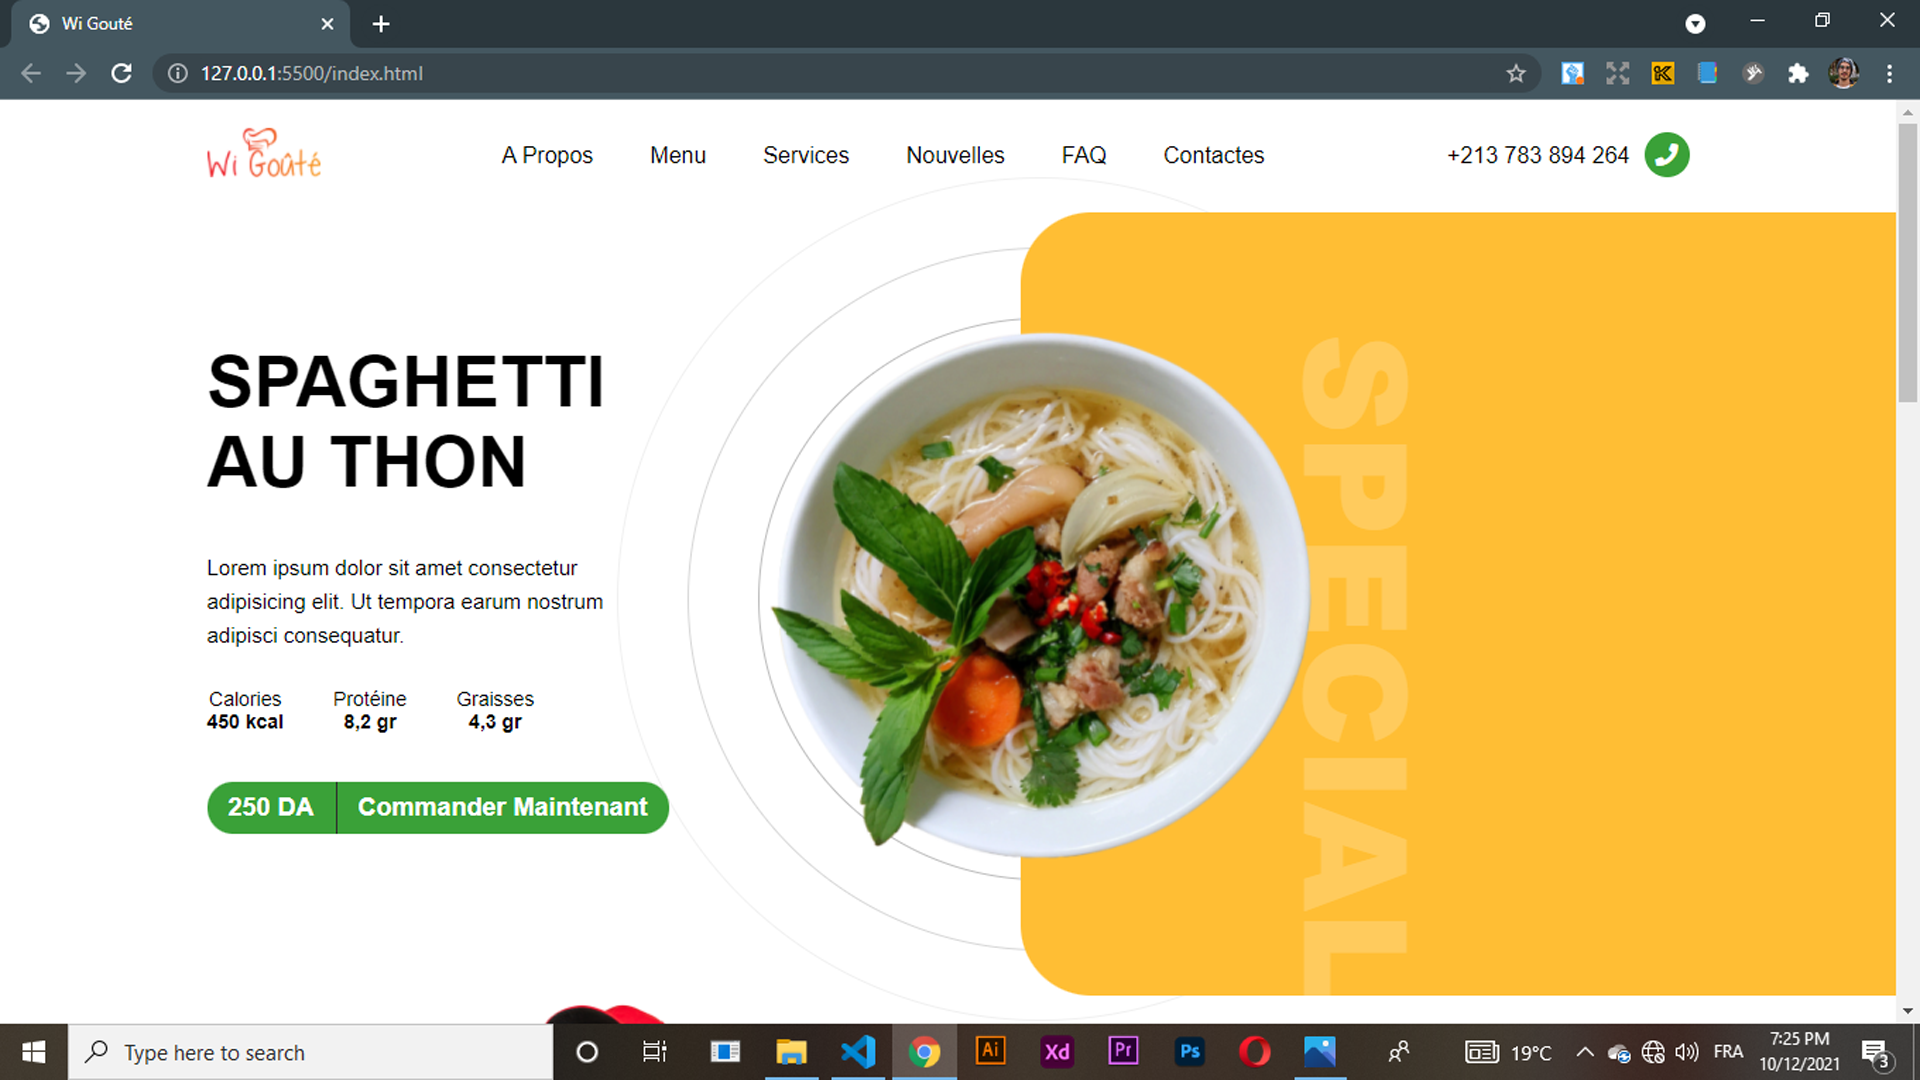 Wi Gouté
127.0.0.1:5500/index.html
Wi Goûté
A Propos
Menu
Services
Nouvelles
FAQ
Contactes
+213 783 894 264
SPAGHETTI
AU THON
Lorem ipsum dolor sit amet consectetur
adipisicing elit. Ut tempora earum nostrum
adipisci consequatur.
Calories
450 kcal
Protéine
8,2 gr
Graisses
4,3 gr
250 DA
Commander Maintenant
SPECIAL
Type here to search
Ai
Xd
Pr
Ps
19°C
FRA
7:25 PM
10/12/2021
3